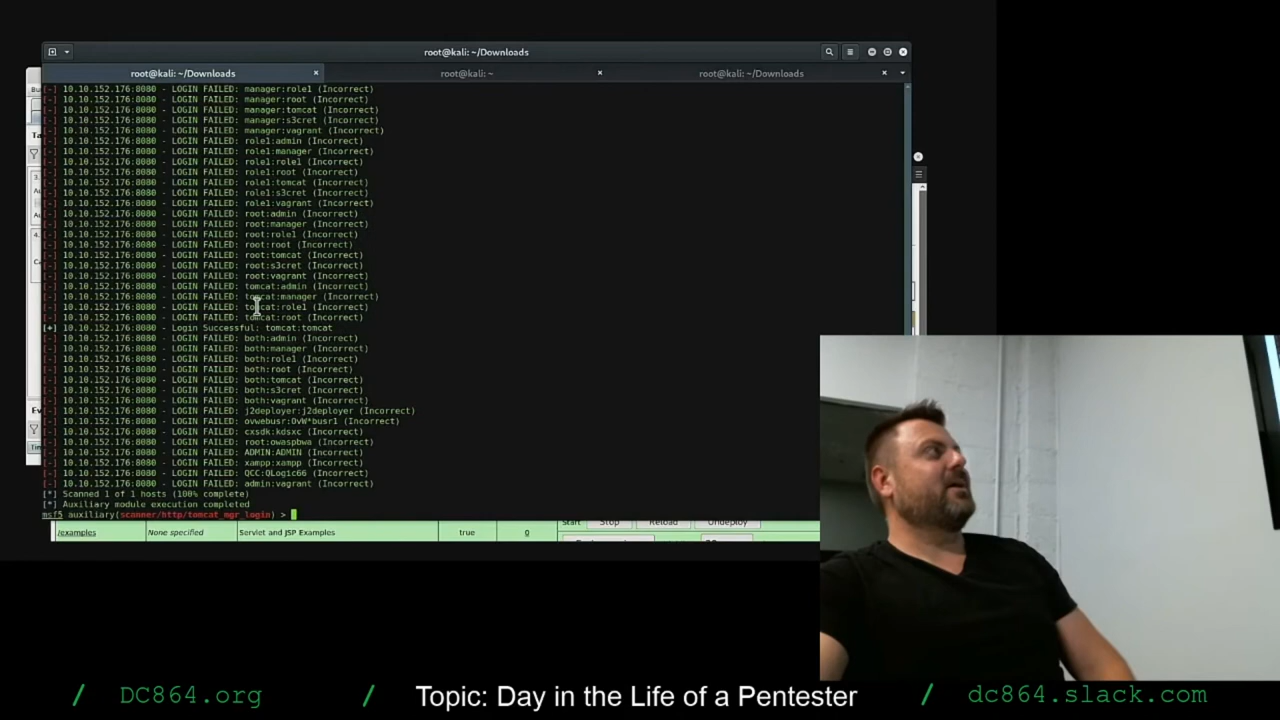 root@kali: ~/Downloads
root@kali: ~/Downloads
root@kali: ~
root@kali: ~/Downloads
[-] 10.10.152.176:8080 - LOGIN FAILED: manager:role1 (Incorrect)
[-] 10.10.152.176:8080 - LOGIN FAILED: manager:root (Incorrect)
[-] 10.10.152.176:8080 - LOGIN FAILED: manager:tomcat (Incorrect)
[-] 10.10.152.176:8080 - LOGIN FAILED: manager:s3cret (Incorrect)
[-] 10.10.152.176:8080 - LOGIN FAILED: manager:vagrant (Incorrect)
[-] 10.10.152.176:8080 - LOGIN FAILED: role1:admin (Incorrect)
[-] 10.10.152.176:8080 - LOGIN FAILED: role1:manager (Incorrect)
[-] 10.10.152.176:8080 - LOGIN FAILED: role1:role1 (Incorrect)
[-] 10.10.152.176:8080 - LOGIN FAILED: role1:root (Incorrect)
[-] 10.10.152.176:8080 - LOGIN FAILED: role1:tomcat (Incorrect)
[-] 10.10.152.176:8080 - LOGIN FAILED: role1:s3cret (Incorrect)
[-] 10.10.152.176:8080 - LOGIN FAILED: role1:vagrant (Incorrect)
[-] 10.10.152.176:8080 - LOGIN FAILED: root:admin (Incorrect)
[-] 10.10.152.176:8080 - LOGIN FAILED: root:manager (Incorrect)
[-] 10.10.152.176:8080 - LOGIN FAILED: root:role1 (Incorrect)
[-] 10.10.152.176:8080 - LOGIN FAILED: root:root (Incorrect)
[-] 10.10.152.176:8080 - LOGIN FAILED: root:tomcat (Incorrect)
[-] 10.10.152.176:8080 - LOGIN FAILED: root:s3cret (Incorrect)
[-] 10.10.152.176:8080 - LOGIN FAILED: root:vagrant (Incorrect)
[-] 10.10.152.176:8080 - LOGIN FAILED: tomcat:admin (Incorrect)
[-] 10.10.152.176:8080 - LOGIN FAILED: tomcat:manager (Incorrect)
[-] 10.10.152.176:8080 - LOGIN FAILED: tomcat:role1 (Incorrect)
[-] 10.10.152.176:8080 - LOGIN FAILED: tomcat:root (Incorrect)
[+] 10.10.152.176:8080 - Login Successful: tomcat:tomcat
[-] 10.10.152.176:8080 - LOGIN FAILED: both:admin (Incorrect)
[-] 10.10.152.176:8080 - LOGIN FAILED: both:manager (Incorrect)
[-] 10.10.152.176:8080 - LOGIN FAILED: both:role1 (Incorrect)
[-] 10.10.152.176:8080 - LOGIN FAILED: both:root (Incorrect)
[-] 10.10.152.176:8080 - LOGIN FAILED: both:tomcat (Incorrect)
[-] 10.10.152.176:8080 - LOGIN FAILED: both:s3cret (Incorrect)
[-] 10.10.152.176:8080 - LOGIN FAILED: both:vagrant (Incorrect)
[-] 10.10.152.176:8080 - LOGIN FAILED: j2deployer:j2deployer (Incorrect)
[-] 10.10.152.176:8080 - LOGIN FAILED: ovwebusr:OvW*busr1 (Incorrect)
[-] 10.10.152.176:8080 - LOGIN FAILED: cxsdk:kdsxc (Incorrect)
[-] 10.10.152.176:8080 - LOGIN FAILED: root:owaspbwa (Incorrect)
[-] 10.10.152.176:8080 - LOGIN FAILED: ADMIN:ADMIN (Incorrect)
[-] 10.10.152.176:8080 - LOGIN FAILED: xampp:xampp (Incorrect)
[-] 10.10.152.176:8080 - LOGIN FAILED: QCC:QLogic66 (Incorrect)
[-] 10.10.152.176:8080 - LOGIN FAILED: admin:vagrant (Incorrect)
[*] Scanned 1 of 1 hosts (100% complete)
[*] Auxiliary module execution completed
msf5 auxiliary(scanner/http/tomcat_mgr_login) >
Start Stop Reload Undeploy
/examples None specified Servlet and JSP Examples true 0
/ DC864.org / Topic: Day in the Life of a Pentester / dc864.slack.com